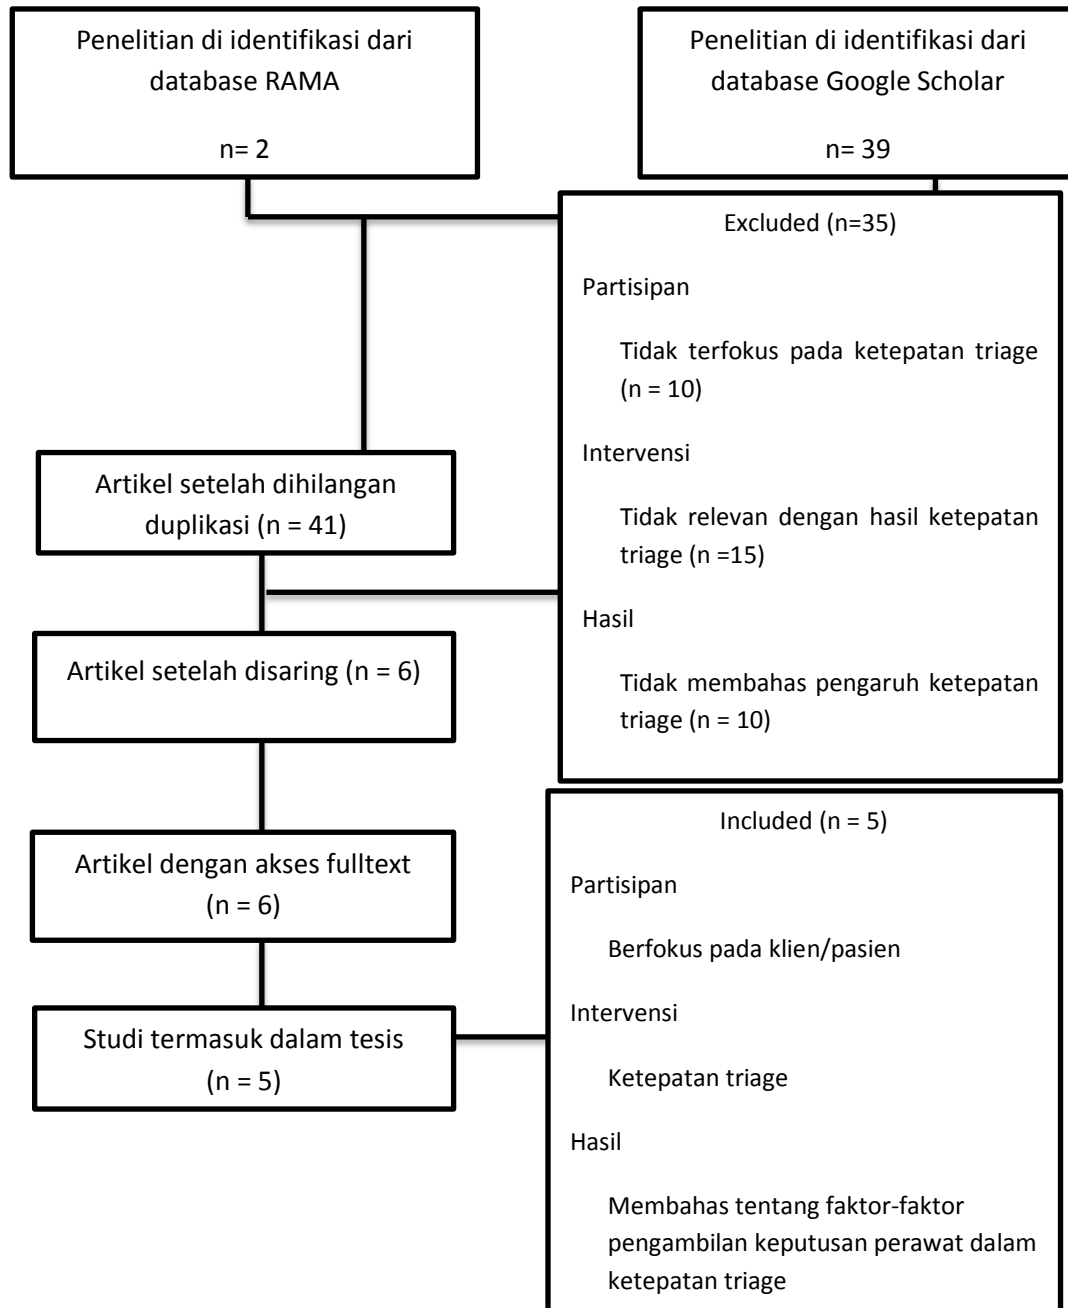 Penelitian di identifikasi dari
database RAMA
n= 2
Penelitian di identifikasi dari
database Google Scholar
n= 39
Excluded (n=35)
Partisipan
Tidak terfokus pada ketepatan triage
(n = 10)
Intervensi
Tidak relevan dengan hasil ketepatan
triage (n =15)
Hasil
Tidak membahas pengaruh ketepatan
triage (n = 10)
Artikel setelah dihilangan
duplikasi (n = 41)
Artikel setelah disaring (n = 6)
Artikel dengan akses fulltext
(n = 6)
Studi termasuk dalam tesis
(n = 5)
Included (n = 5)
Partisipan
Berfokus pada klien/pasien
Intervensi
Ketepatan triage
Hasil
Membahas tentang faktor-faktor
pengambilan keputusan perawat dalam
ketepatan triage